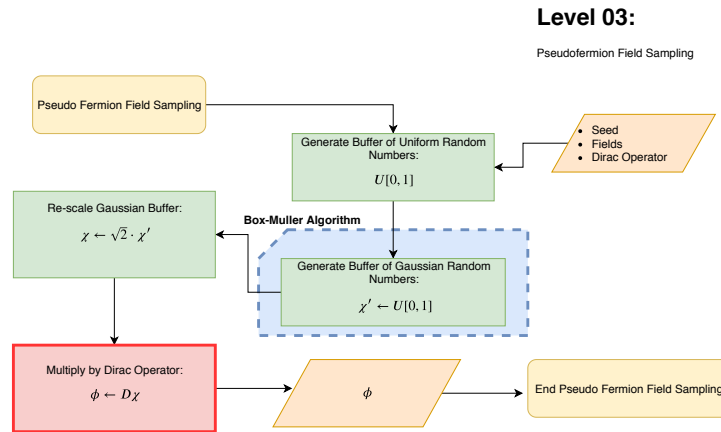 Level 03:
Pseudofermion Field Sampling
Pseudo Fermion Field Sampling
Generate Buffer of Uniform Random
Numbers:
U[0, 1]
• Seed
• Fields
• Dirac Operator
Re-scale Gaussian Buffer:
χ ← √2 · χ′
Box-Muller Algorithm
Generate Buffer of Gaussian Random
Numbers:
χ′ ← U[0, 1]
Multiply by Dirac Operator:
ϕ ← Dχ
ϕ
End Pseudo Fermion Field Sampling